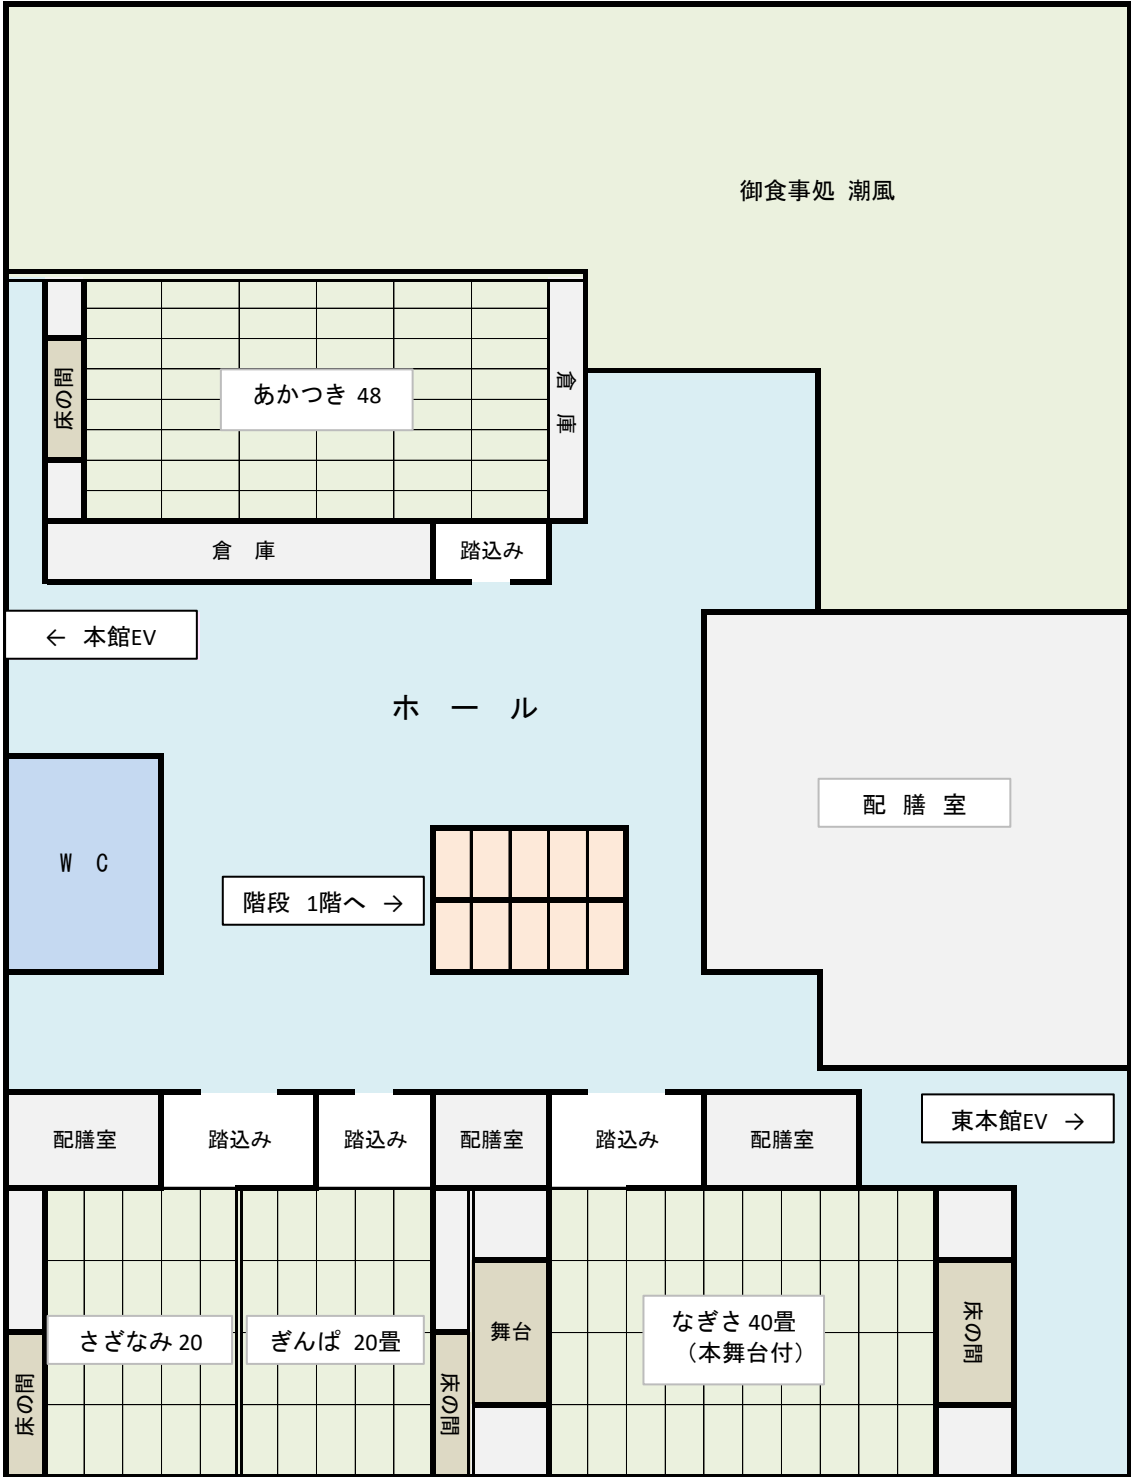 御食事処 潮風
床の間
あかつき 48
倉 庫
倉 庫
踏込み
← 本館EV
ホ ー ル
配 膳 室
W C
階段 1階へ →
東本館EV →
配膳室
踏込み
踏込み
配膳室
踏込み
配膳室
さざなみ 20
ぎんぱ 20畳
舞台
なぎさ 40畳
（本舞台付）
床の間
床の間
床の間